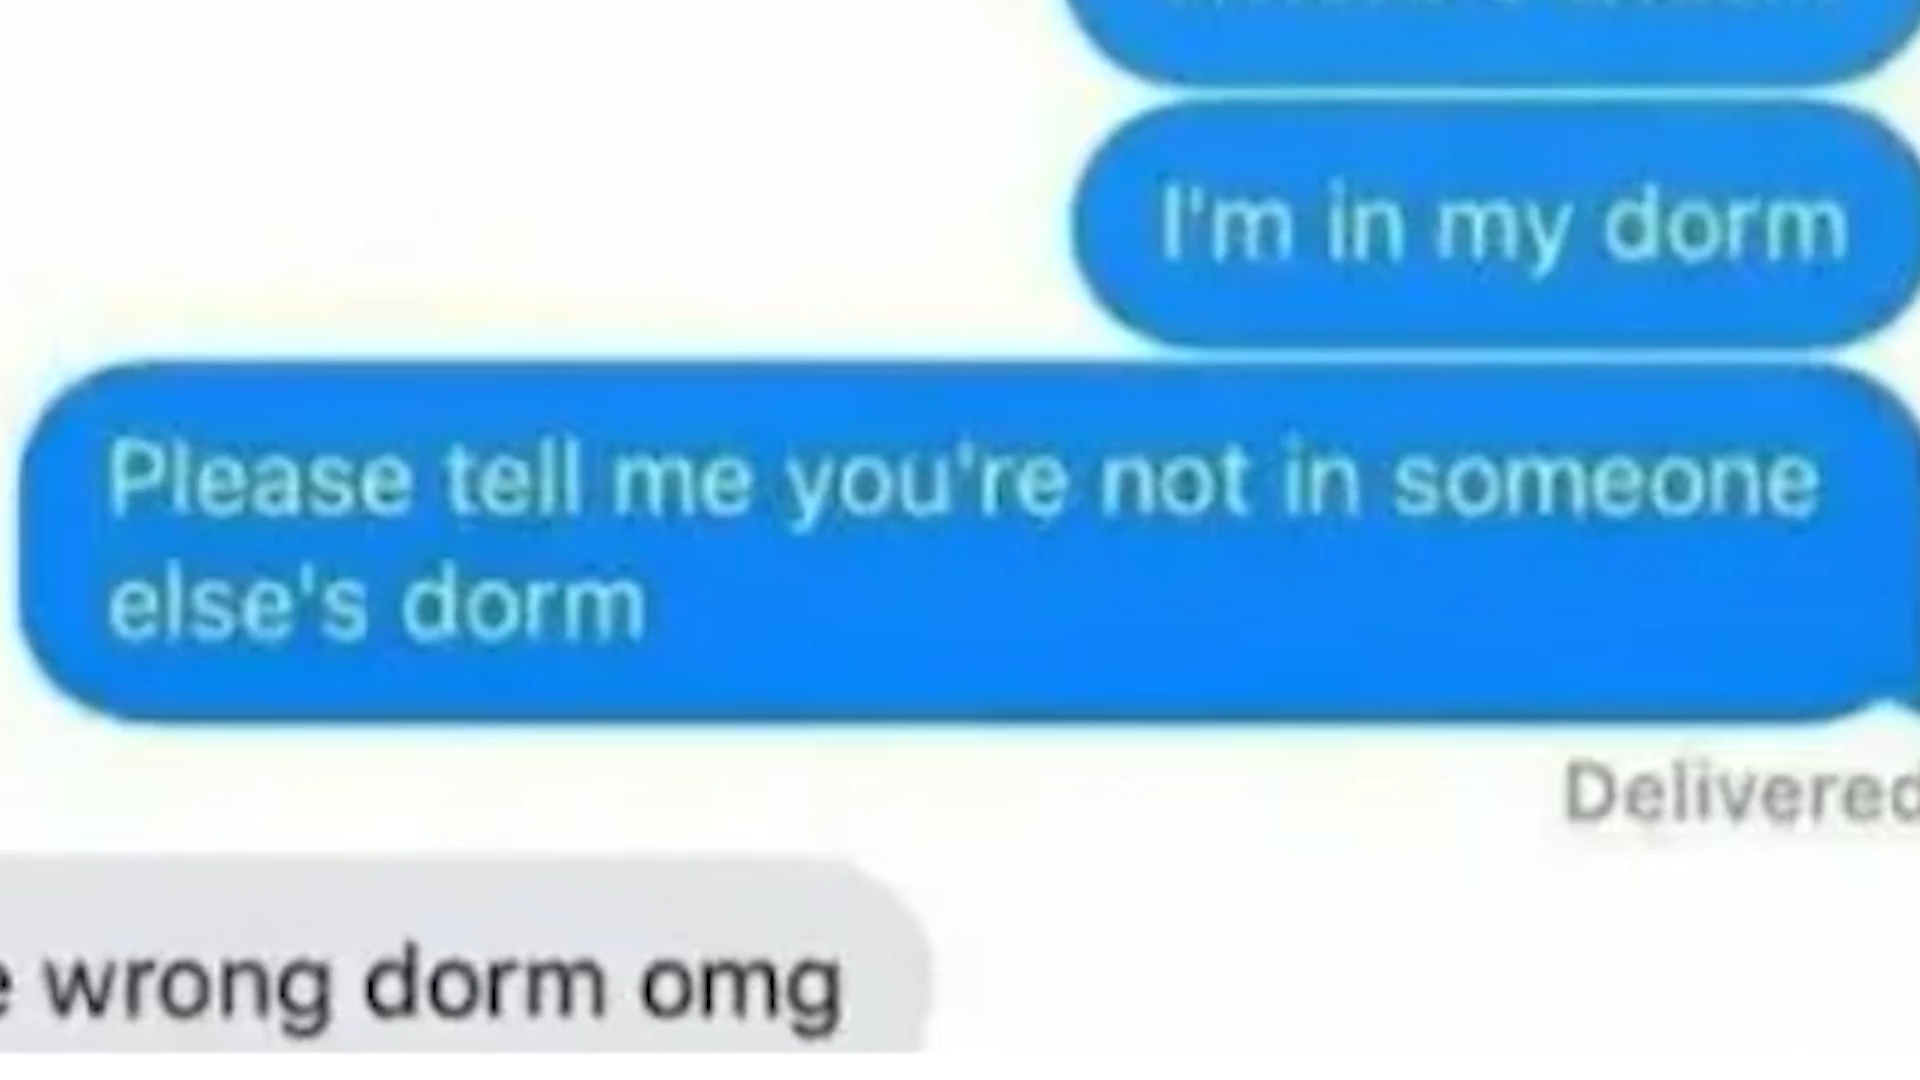 I'm in my dorm
Please tell me you're not in someone
else's dorm
Delivered
wrong dorm omg